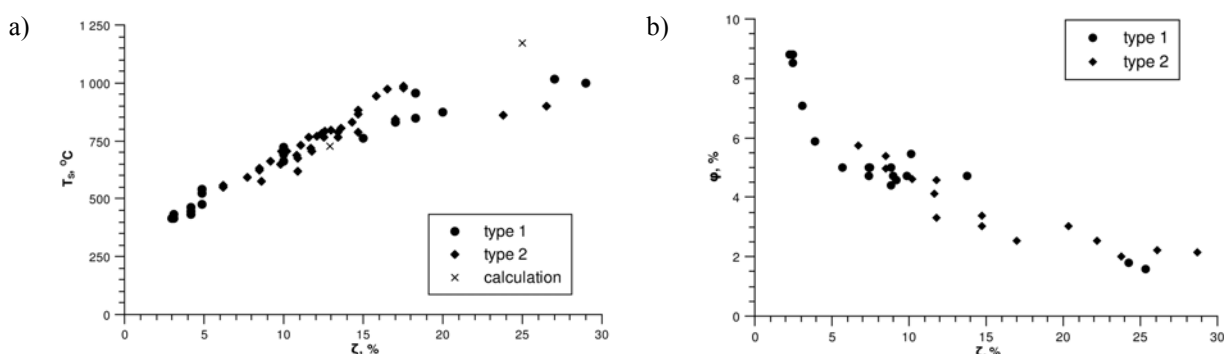 a)
1 250
1 000
750
500
250
0
T_s, °C
0 5 10 15 20 25 30
ζ, %
type 1
type 2
calculation
b)
10
8
6
4
2
0
φ, %
0 5 10 15 20 25 30
ζ, %
type 1
type 2